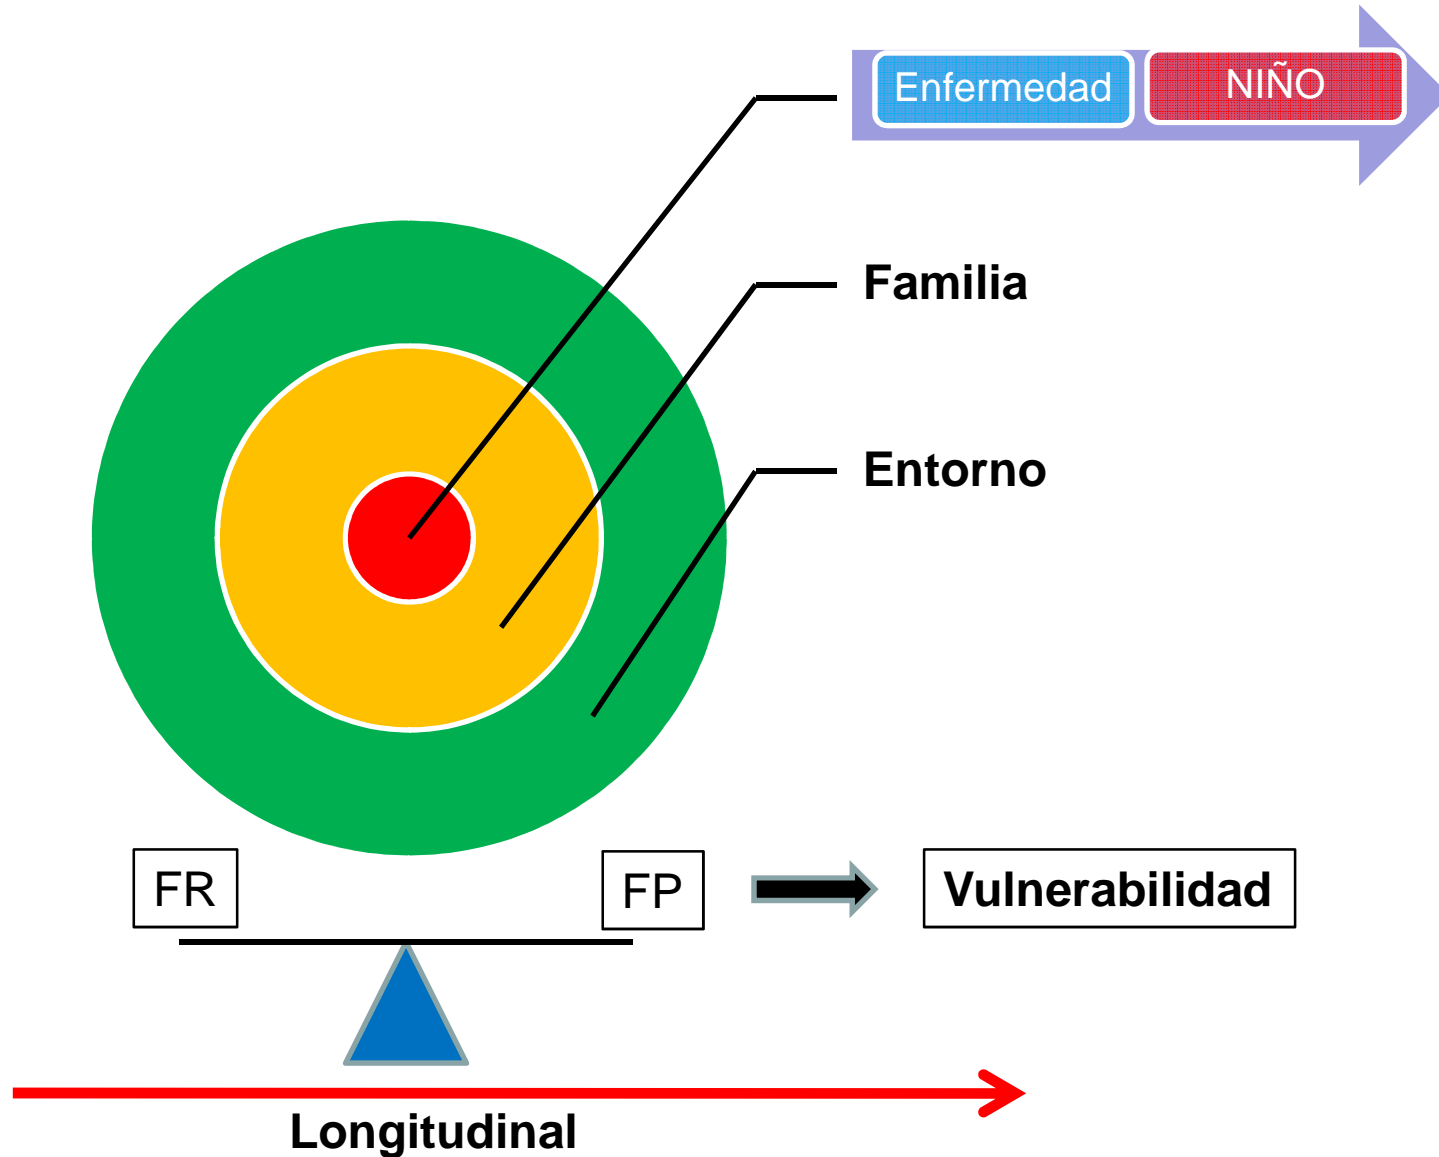 Enfermedad
NIÑO
Familia
Entorno
FR
FP
Vulnerabilidad
Longitudinal